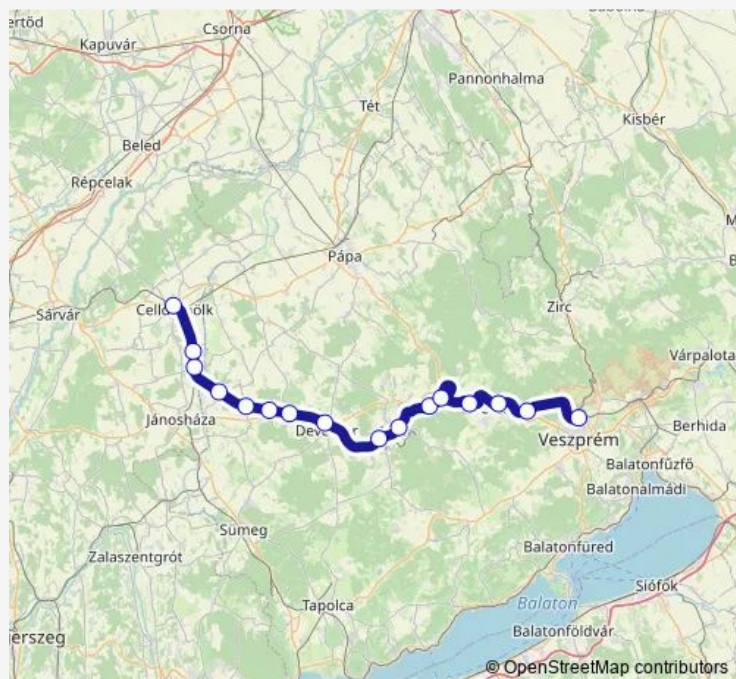 Csorna
Kapuvár
Pannonhalma
Tét
Kisbér
Beled
Répcelak
Pápa
Zirc
Sárvár
Várpalota
Jánosháza
Berhida
Veszprém
Balatonfűzfő
Balatonalmádi
Sümeg
Zalaszentgrót
Balatonfüred
Siófok
Tapolca
Balaton
Balatonföldvár
© OpenStreetMap contributors